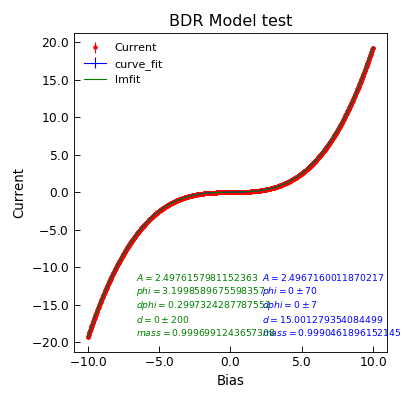 BDR Model test
Current
curve_fit
lmfit
20.0
15.0
10.0
5.0
0.0
−5.0
−10.0
−15.0
−20.0
Current
A = 2.4976157981152363
phi = 3.1998589675598357
dphi = 0.2997324287787552
d = 0 ± 200
mass = 0.9996991243657368
A = 2.4967160011870217
phi = 0 ± 70
dphi = 0 ± 7
d = 15.001279354084499
mass = 0.9990461896152145
−10.0 −5.0 0.0 5.0 10.0
Bias